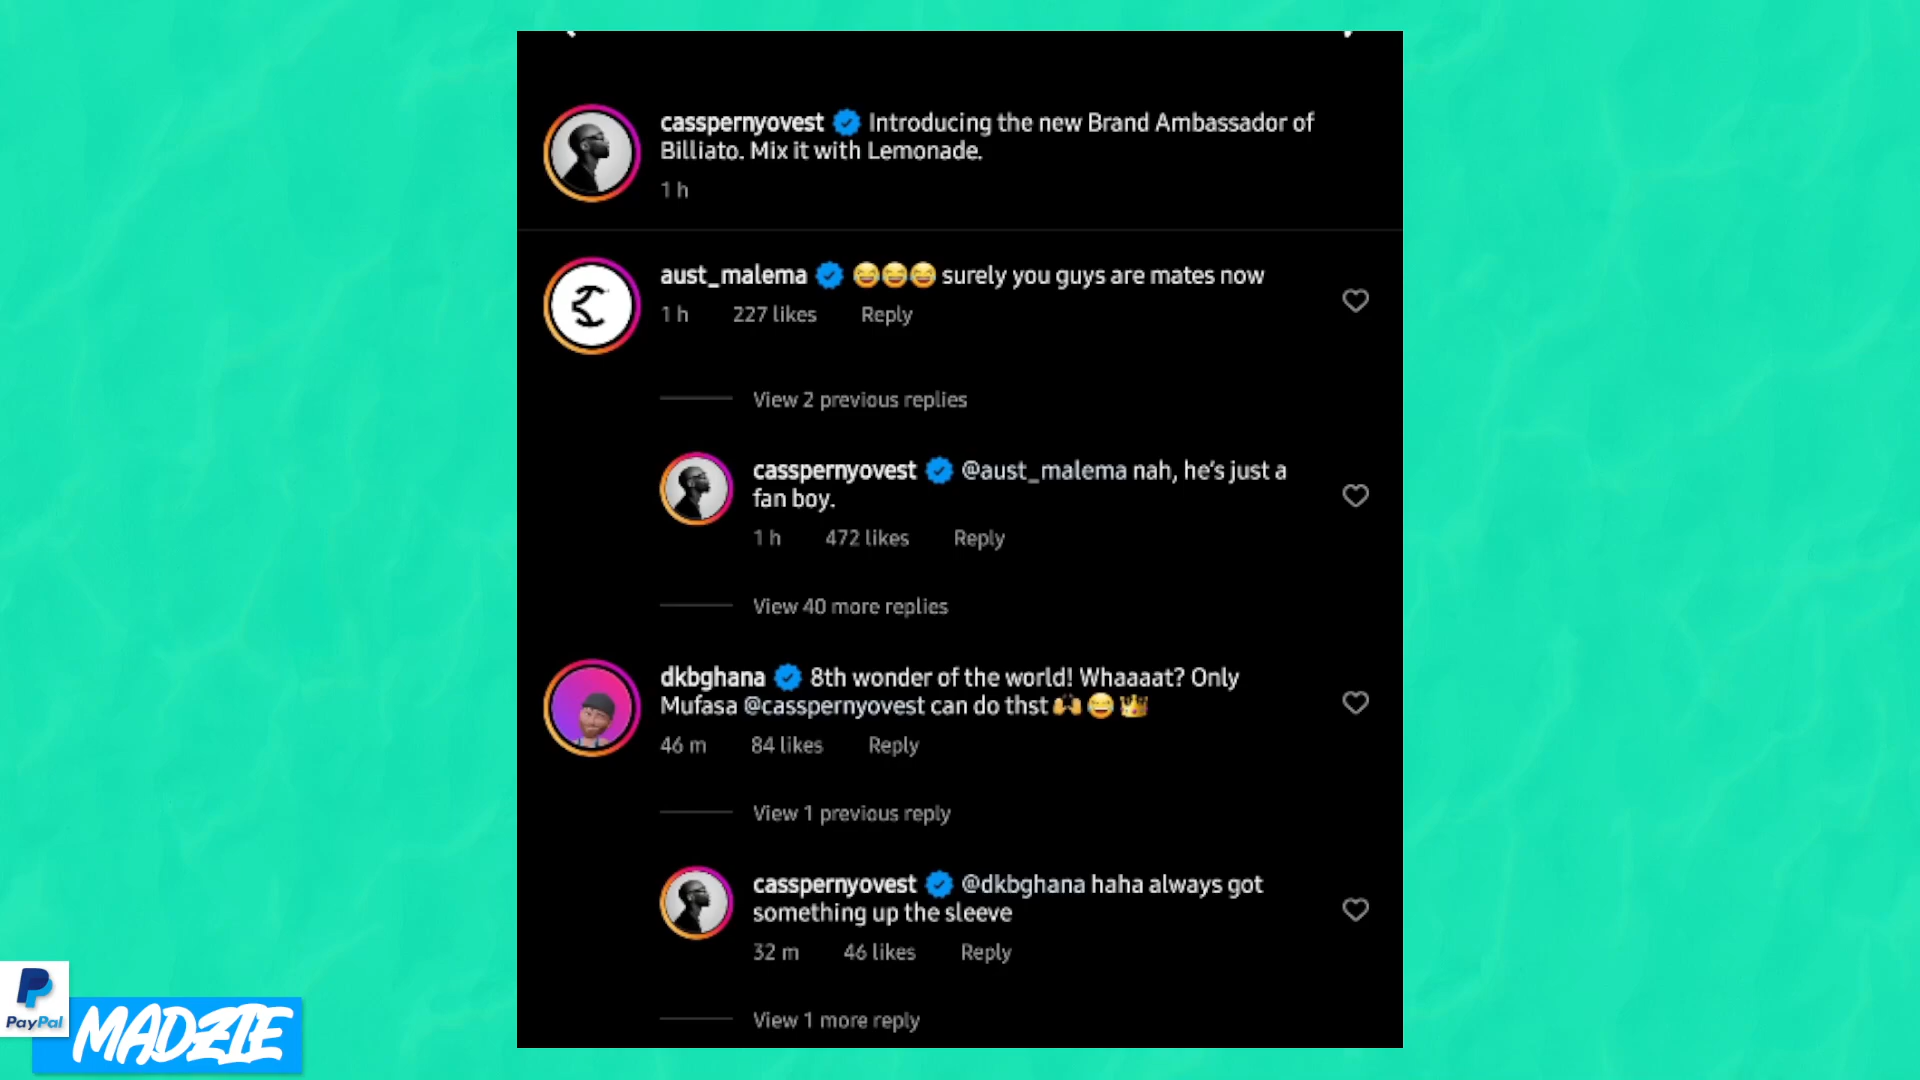 casspernyovest Introducing the new Brand Ambassador of
Billiato. Mix it with Lemonade.
1 h
aust_malema 😂😂😂 surely you guys are mates now
1 h 227 likes Reply
View 2 previous replies
casspernyovest @aust_malema nah, he's just a
fan boy.
1 h 472 likes Reply
View 40 more replies
dkbghana 8th wonder of the world! Whaaaat? Only
Mufasa @casspernyovest can do thst 🙌😂👑
46 m 84 likes Reply
View 1 previous reply
casspernyovest @dkbghana haha always got
something up the sleeve
32 m 46 likes Reply
View 1 more reply
PayPal
MADZIE